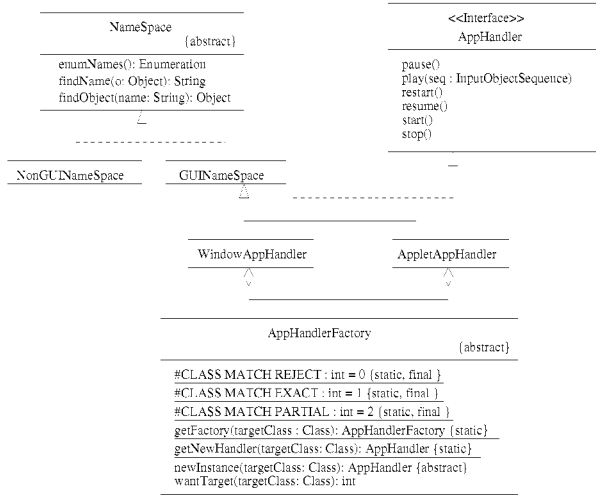 NameSpace
{abstract}
enumNames(): Enumeration
findName(o: Object): String
findObject(name: String): Object
<<Interface>>
AppHandler
pause()
play(seq : InputObjectSequence)
restart()
resume()
start()
stop()
NonGUINameSpace
GUINameSpace
WindowAppHandler
AppletAppHandler
AppHandlerFactory
{abstract}
#CLASS MATCH REJECT : int = 0 {static, final }
#CLASS MATCH EXACT : int = 1 {static, final }
#CLASS MATCH PARTIAL : int = 2 {static, final }
getFactory(targetClass : Class): AppHandlerFactory {static}
getNewHandler(targetClass: Class): AppHandler {static}
newInstance(targetClass: Class): AppHandler {abstract}
wantTarget(targetClass: Class): int